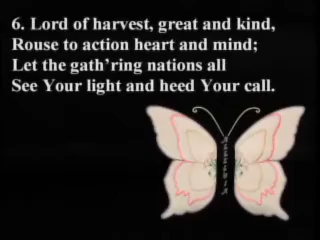 6. Lord of harvest, great and kind,
Rouse to action heart and mind;
Let the gath'ring nations all
See Your light and heed Your call.
ALLELUIA